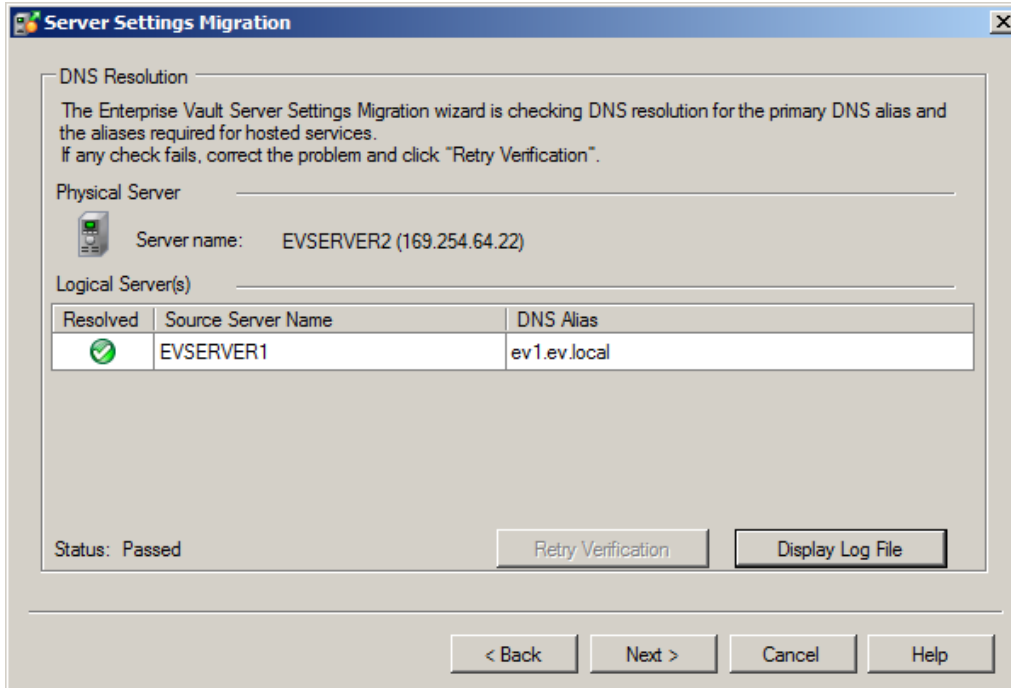 Server Settings Migration
DNS Resolution
The Enterprise Vault Server Settings Migration wizard is checking DNS resolution for the primary DNS alias and
the aliases required for hosted services.
If any check fails, correct the problem and click "Retry Verification".
Physical Server
Server name: EVSERVER2 (169.254.64.22)
Logical Server(s)
Resolved Source Server Name DNS Alias
EVSERVER1 ev1.ev.local
Status: Passed Retry Verification Display Log File
< Back Next > Cancel Help